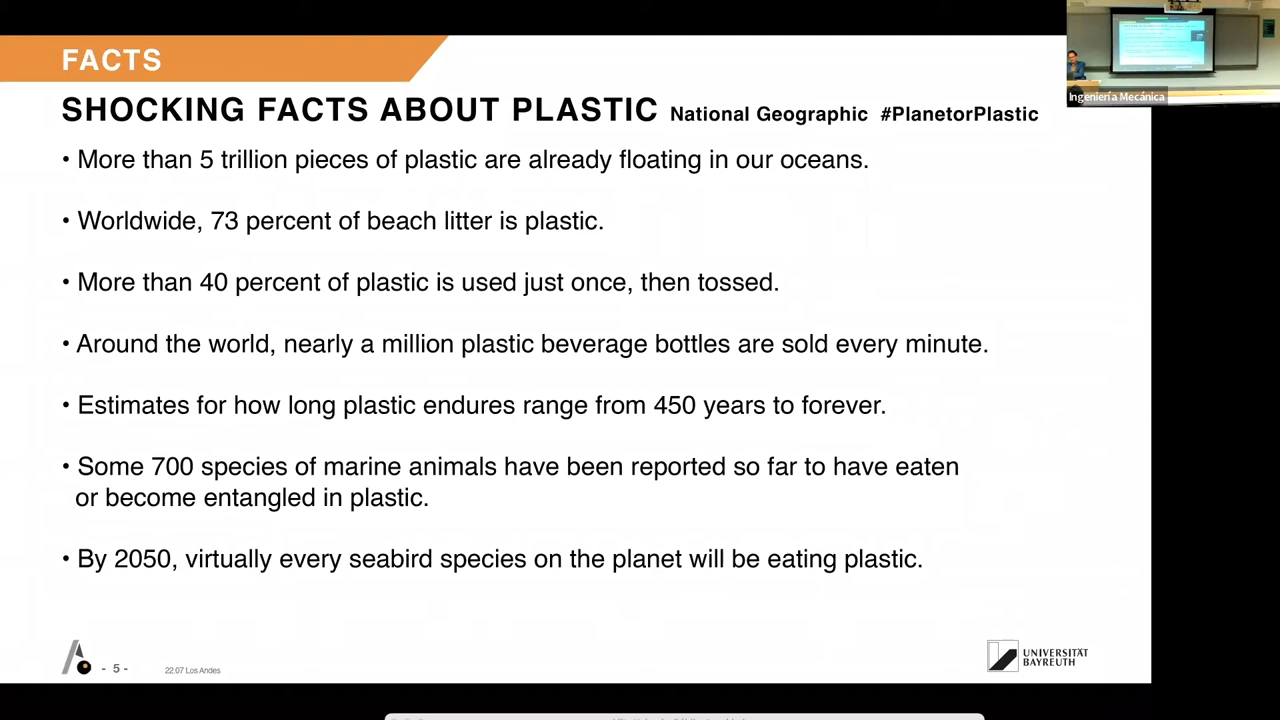 FACTS
SHOCKING FACTS ABOUT PLASTIC National Geographic #PlanetorPlastic
• More than 5 trillion pieces of plastic are already floating in our oceans.
• Worldwide, 73 percent of beach litter is plastic.
• More than 40 percent of plastic is used just once, then tossed.
• Around the world, nearly a million plastic beverage bottles are sold every minute.
• Estimates for how long plastic endures range from 450 years to forever.
• Some 700 species of marine animals have been reported so far to have eaten
or become entangled in plastic.
• By 2050, virtually every seabird species on the planet will be eating plastic.
- 5 -
22.07 Los Andes
UNIVERSITÄT
BAYREUTH
Ingeniería Mecánica